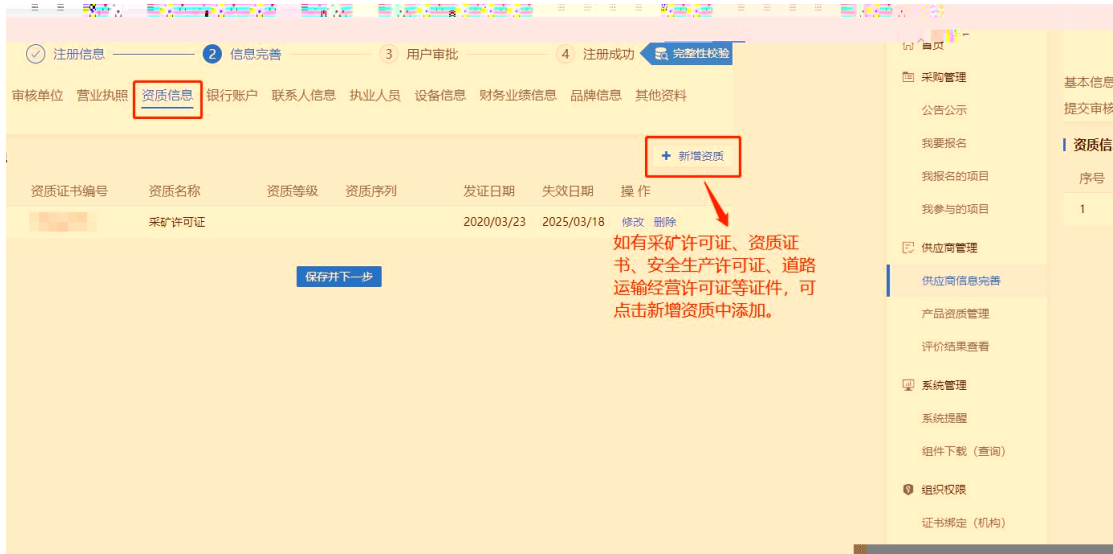 注册信息
2 信息完善
3 用户审批
4 注册成功
完整性校验
审核单位 营业执照 资质信息 银行账户 联系人信息 执业人员 设备信息 财务业绩信息 品牌信息 其他资料
+ 新增资质
资质证书编号 资质名称 资质等级 资质序列 发证日期 失效日期 操作
采矿许可证 2020/03/23 2025/03/18 修改 删除
保存并下一步
如有采矿许可证、资质证
书、安全生产许可证、道路
运输经营许可证等证件，可
点击新增资质中添加。
首页
采购管理
公告公示
我要报名
我报名的项目
我参与的项目
供应商管理
供应商信息完善
产品资质管理
评价结果查看
系统管理
系统提醒
组件下载（查询）
组织权限
证书绑定（机构）
基本信息
提交审核
资质信
序号
1